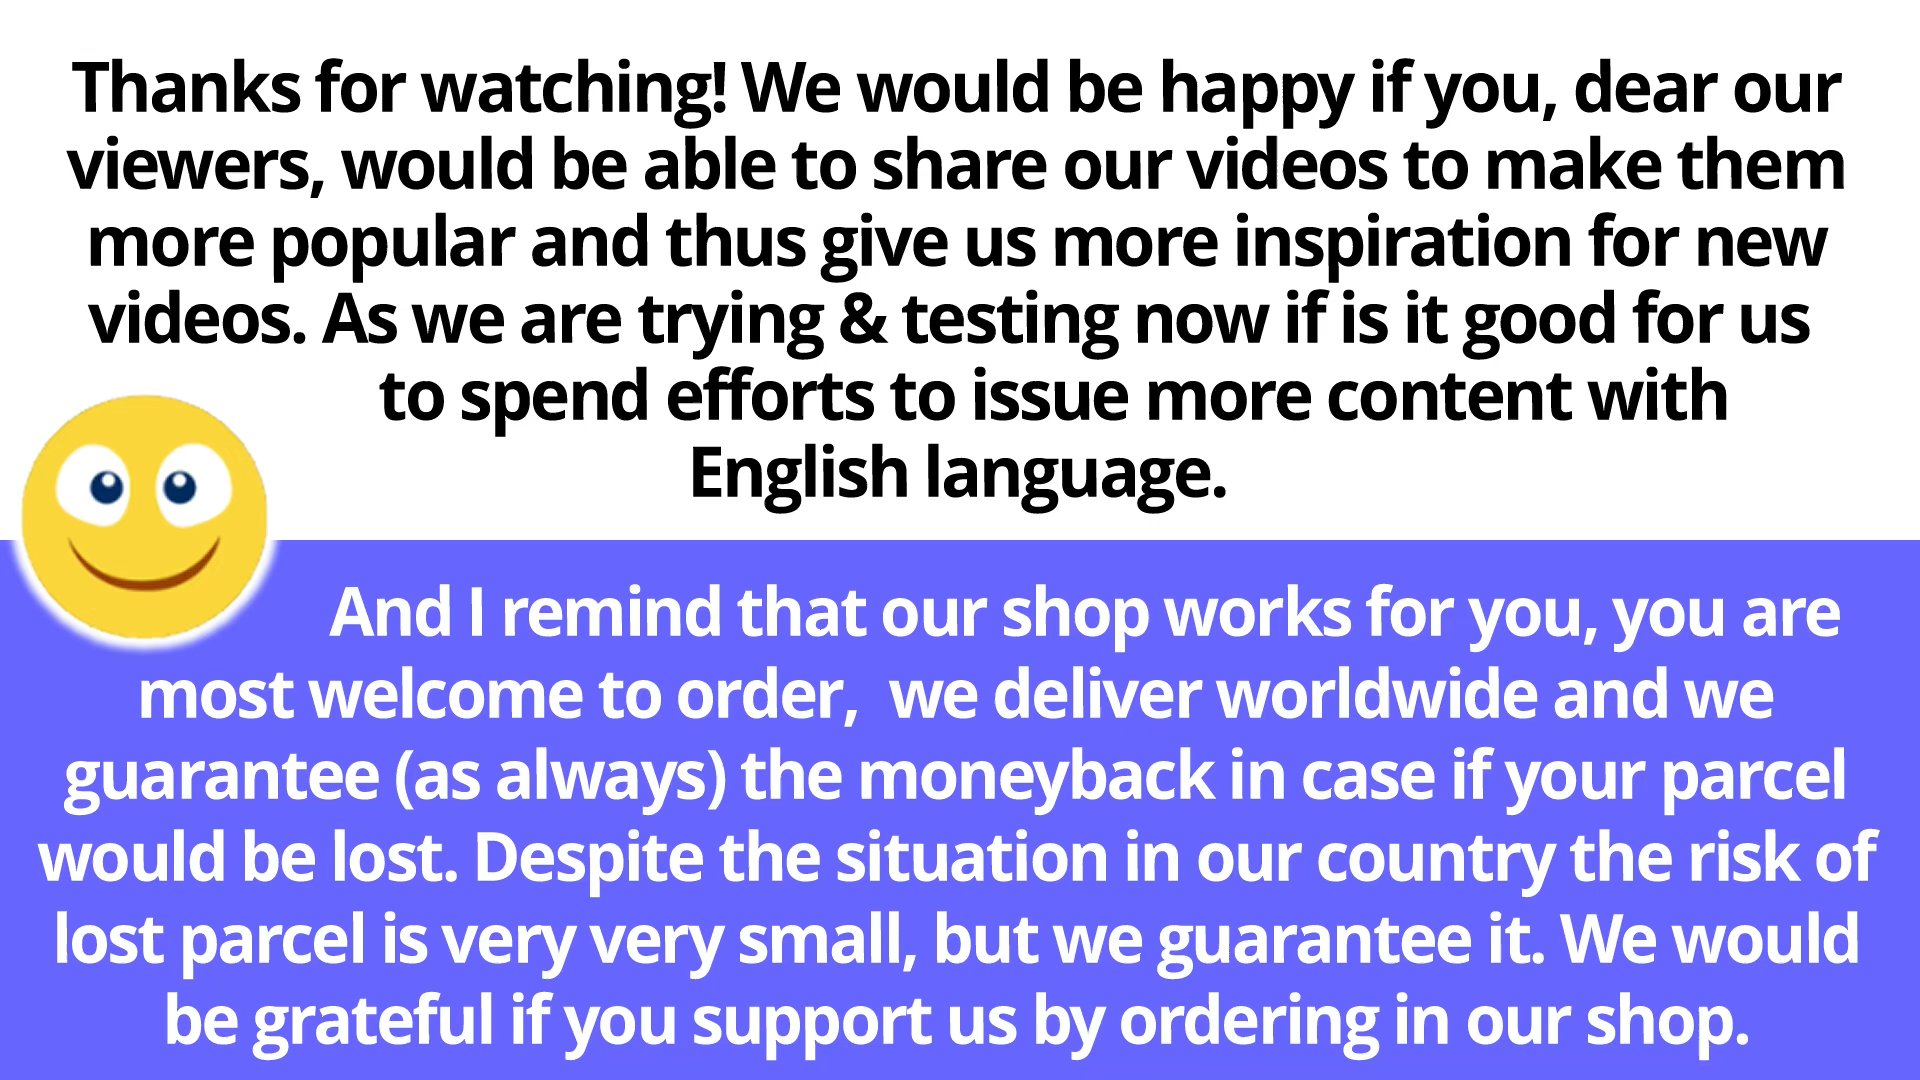 Thanks for watching! We would be happy if you, dear our
viewers, would be able to share our videos to make them
more popular and thus give us more inspiration for new
videos. As we are trying & testing now if is it good for us
to spend efforts to issue more content with
English language.
And I remind that our shop works for you, you are
most welcome to order,  we deliver worldwide and we
guarantee (as always) the moneyback in case if your parcel
would be lost. Despite the situation in our country the risk of
lost parcel is very very small, but we guarantee it. We would
be grateful if you support us by ordering in our shop.